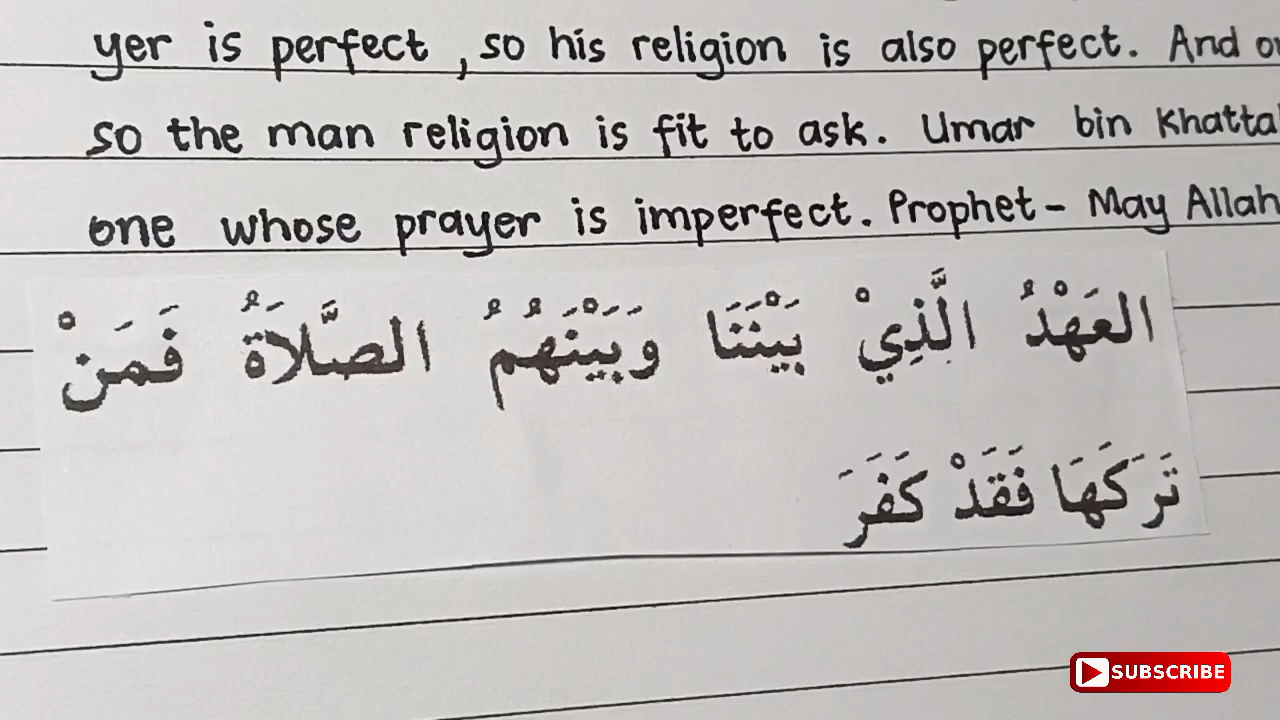 yer is perfect, so his religion is also perfect. And
so the man religion is fit to ask. Umar bin
one whose prayer is imperfect. Prophet - May Allah
العَهْدُ الَّذِيْ بَيْنَنَا وَبَيْنَهُمُ الصَّلَاةُ فَمَنْ
تَرَكَهَا فَقَدْ كَفَرَ
SUBSCRIBE